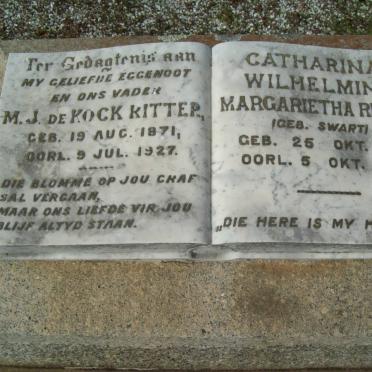 Ter Gedagtenis aan
MY GELIEFDE EGGENOOT
EN ONS VADER
M. J. DE KOCK RITTER,
GEB. 19 AUG. 1871,
OORL. 9 JUL. 1927.
DIE BLOMME OP JOU GRAF
SAL VERGAAN,
MAAR ONS LIEFDE VIR JOU
BLIJF ALTYD STAAN.
CATHARINA
WILHELMIN
MARGARIETHA R
(GEB. SWART
GEB. 25 OKT.
OORL. 5 OKT.
„DIE HERE IS MY H